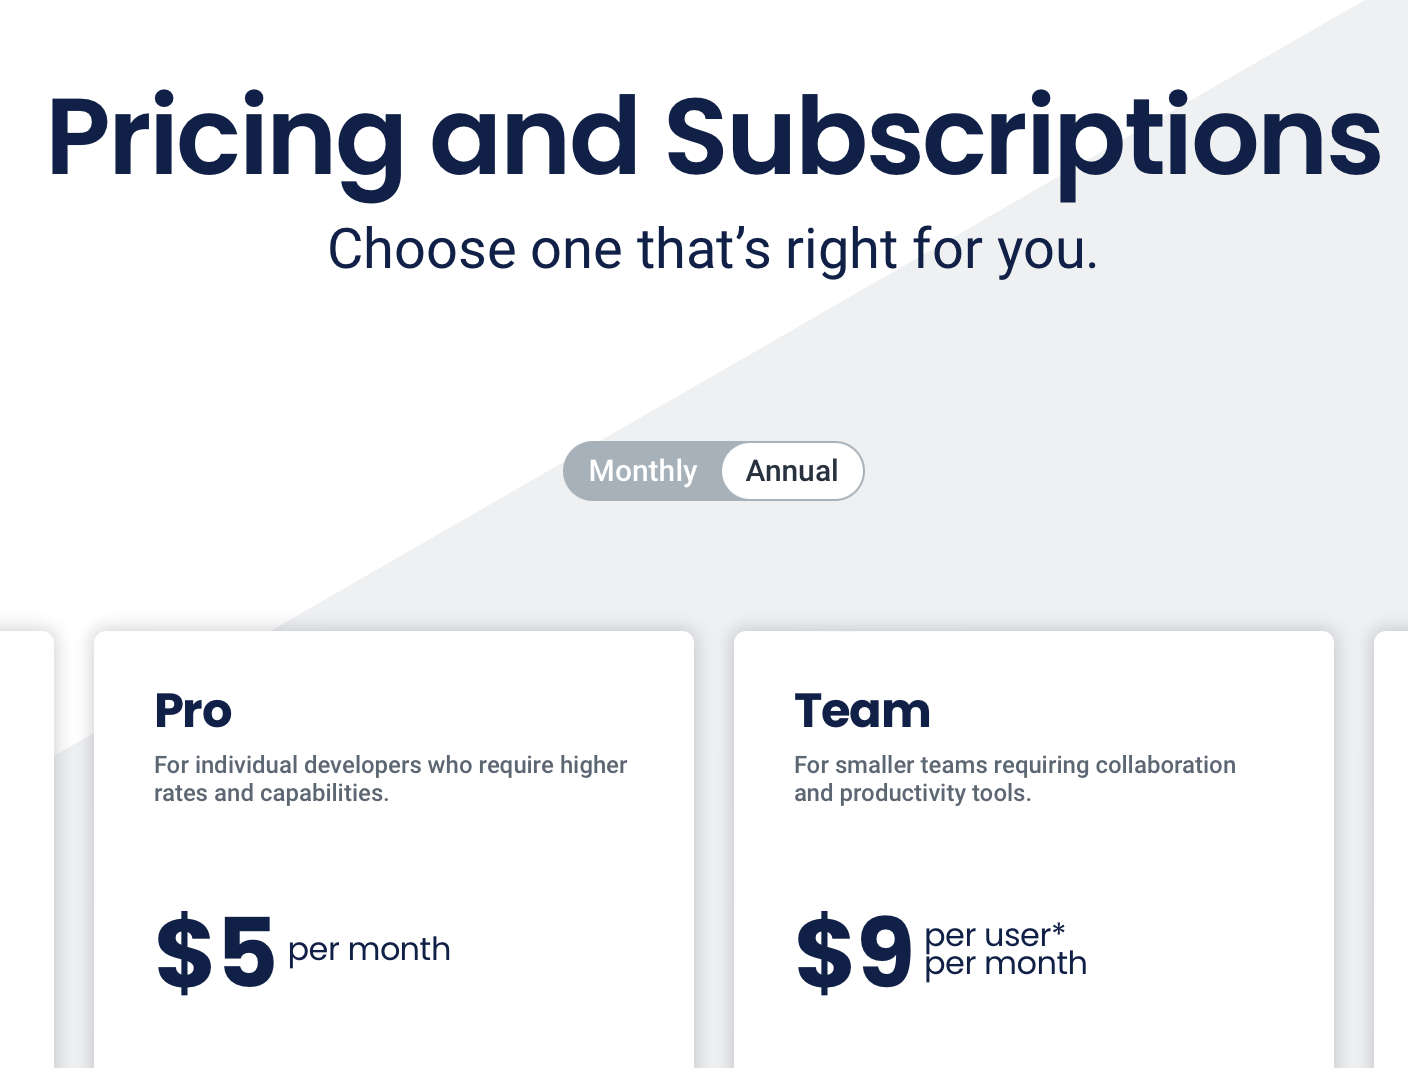 Pricing and Subscriptions
Choose one that’s right for you.
Monthly Annual
Pro
For individual developers who require higher
rates and capabilities.
$5 per month
Team
For smaller teams requiring collaboration
and productivity tools.
$9 per user*
per month